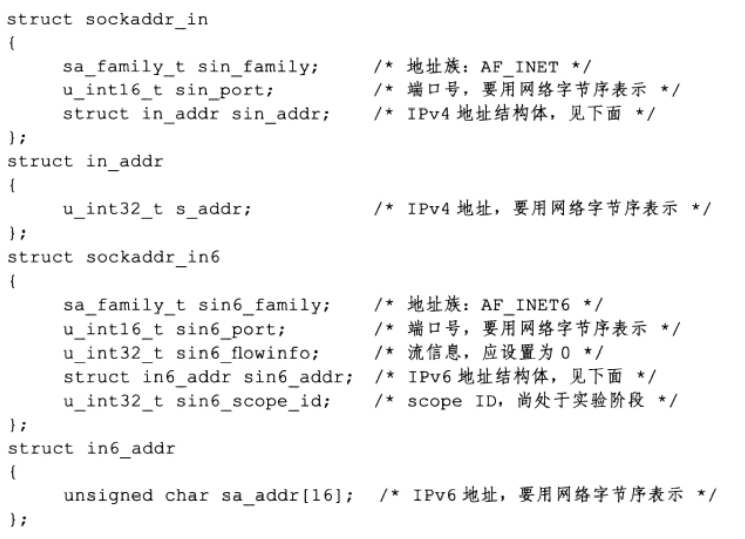 struct sockaddr_in
{
     sa_family_t sin_family;      /* 地址族：AF_INET */
     u_int16_t sin_port;          /* 端口号，要用网络字节序表示 */
     struct in_addr sin_addr;     /* IPv4 地址结构体，见下面 */
};
struct in_addr
{
     u_int32_t s_addr;            /* IPv4 地址，要用网络字节序表示 */
};
struct sockaddr_in6
{
     sa_family_t sin6_family;     /* 地址族：AF_INET6 */
     u_int16_t sin6_port;         /* 端口号，要用网络字节序表示 */
     u_int32_t sin6_flowinfo;     /* 流信息，应设置为 0 */
     struct in6_addr sin6_addr;   /* IPv6 地址结构体，见下面 */
     u_int32_t sin6_scope_id;     /* scope ID，尚处于实验阶段 */
};
struct in6_addr
{
     unsigned char sa_addr[16];   /* IPv6 地址，要用网络字节序表示 */
};